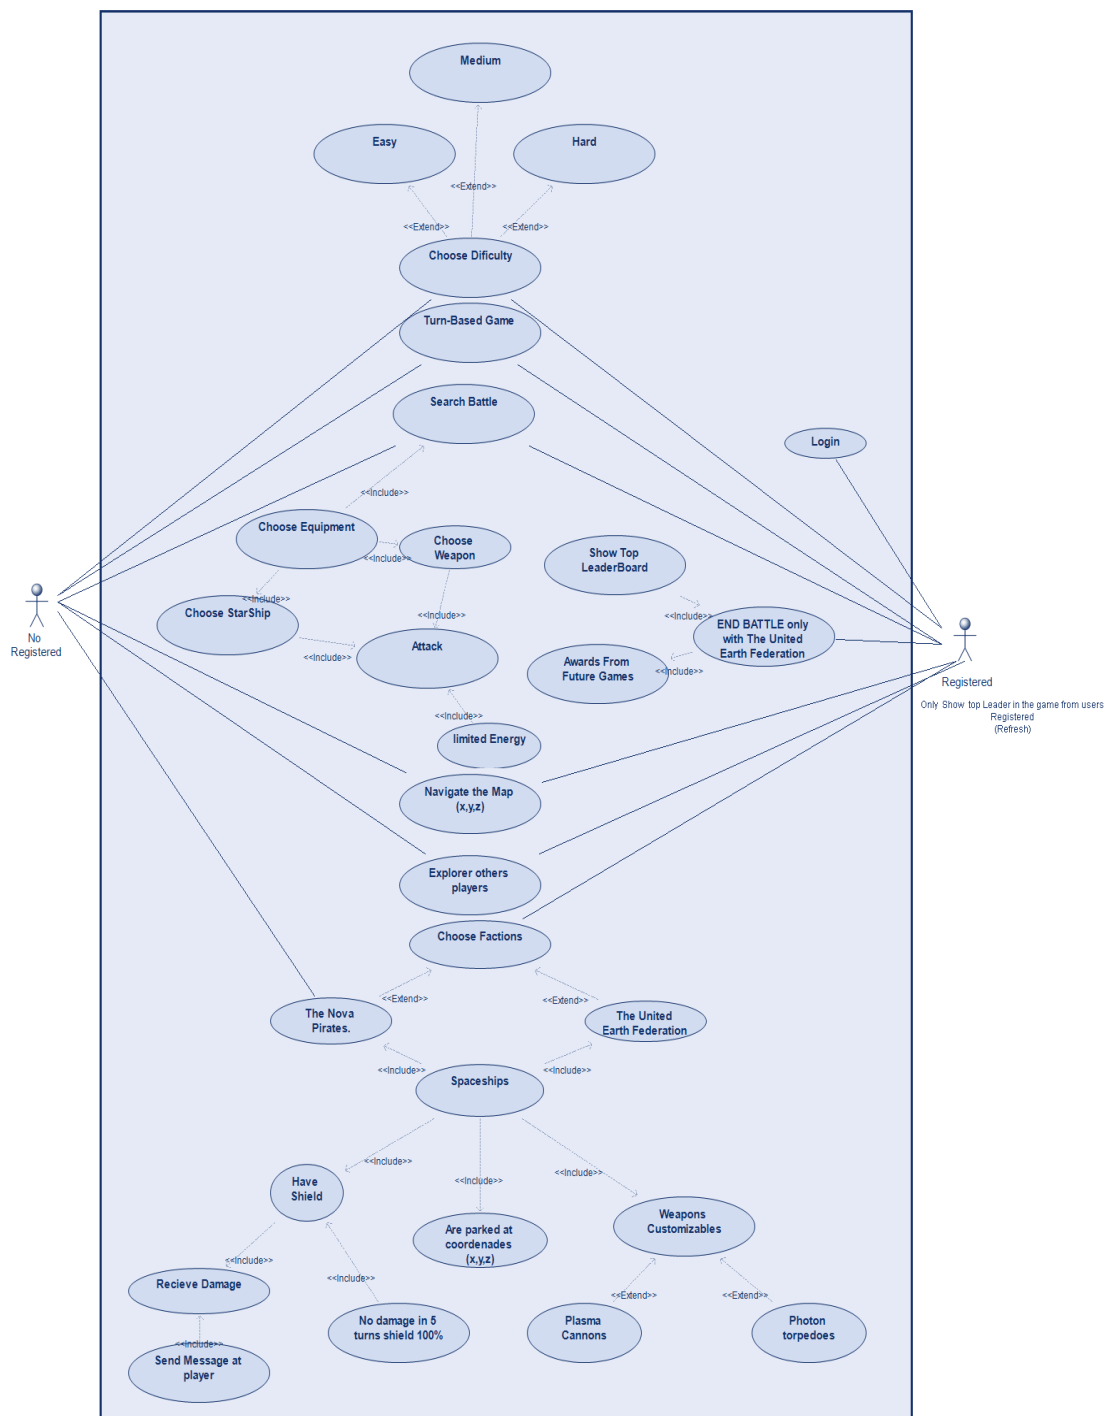 Medium
Easy
Hard
<<Extend>>
<<Extend>>
<<Extend>>
Choose Dificulty
Turn-Based Game
Search Battle
Login
<<Include>>
Choose Equipment
Choose
Weapon
<<Include>>
Show Top
LeaderBoard
<<Include>>
Choose StarShip
<<Include>>
<<Include>>
END BATTLE only
with The United
Earth Federation
No
Registered
Attack
<<Include>>
Awards From
Future Games
<<Include>>
Registered
Only Show top Leader in the game from users
Registered
(Refresh)
<<Include>>
limited Energy
Navigate the Map
(x,y,z)
Explorer others
players
Choose Factions
<<Extend>>
<<Extend>>
The Nova
Pirates.
The United
Earth Federation
<<Include>>
<<Include>>
Spaceships
<<Include>>
<<Include>>
<<Include>>
Have
Shield
Weapons
Customizables
Are parked at
coordenades
(x,y,z)
<<Include>>
Recieve Damage
<<Include>>
<<Extend>>
<<Extend>>
No damage in 5
turns shield 100%
Plasma
Cannons
Photon
torpedoes
<<Include>>
Send Message at
player